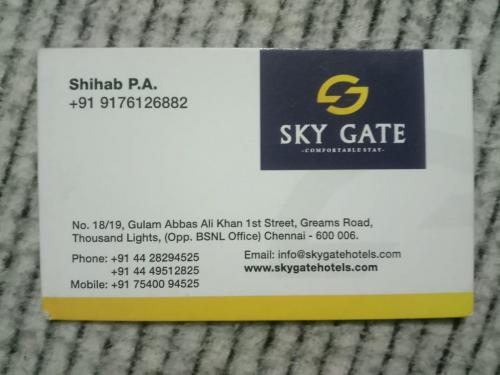 Shihab P.A.
+91 9176126882
SKY GATE
-COMFORTABLE STAY-
No. 18/19, Gulam Abbas Ali Khan 1st Street, Greams Road,
Thousand Lights, (Opp. BSNL Office) Chennai - 600 006.
Phone: +91 44 28294525
+91 44 49512825
Mobile: +91 75400 94525
Email: info@skygatehotels.com
www.skygatehotels.com